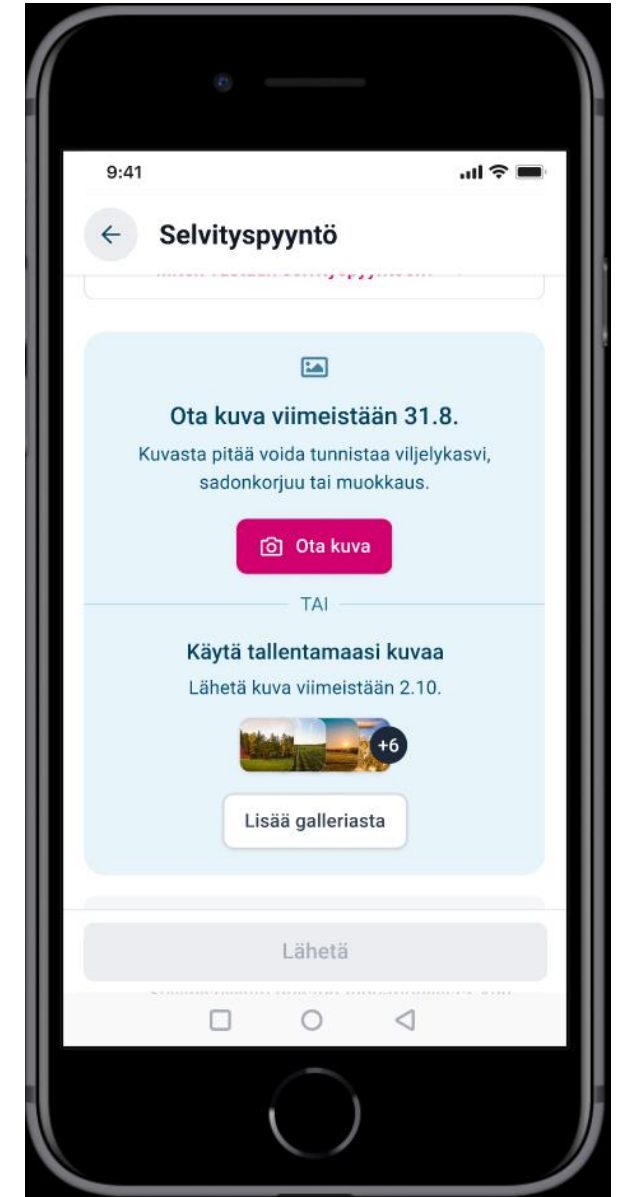 9:41
Selvityspyyntö
Ota kuva viimeistään 31.8.
Kuvasta pitää voida tunnistaa viljelykasvi,
sadonkorjuu tai muokkaus.
Ota kuva
TAI
Käytä tallentamaasi kuvaa
Lähetä kuva viimeistään 2.10.
+6
Lisää galleriasta
Lähetä